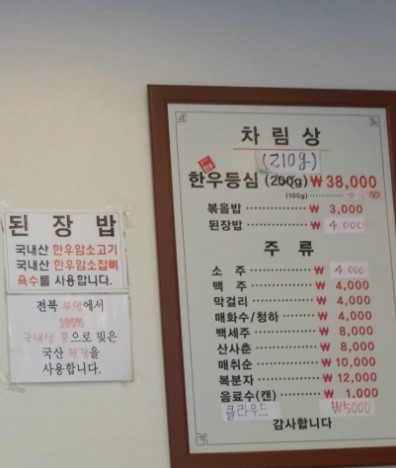 된장밥
국내산 한우암소고기
국내산 한우암소잡뼈
육수를 사용합니다.
전북 부안에서
100%
국내산 콩으로 빚은
국산 된장을
사용합니다.
차림상
(210g)
한우등심 (200g) ₩38,000
(100g)
볶음밥 ₩ 3,000
된장밥 ₩ 4.000
주류
소주 ₩ 4.000
맥주 ₩ 4,000
막걸리 ₩ 4,000
매화수/청하 ₩ 4,000
백세주 ₩ 8,000
산사춘 ₩ 8,000
매취순 ₩ 10,000
복분자 ₩ 12,000
음료수(캔) ₩ 1.000
클라우드 ₩5000
감사합니다